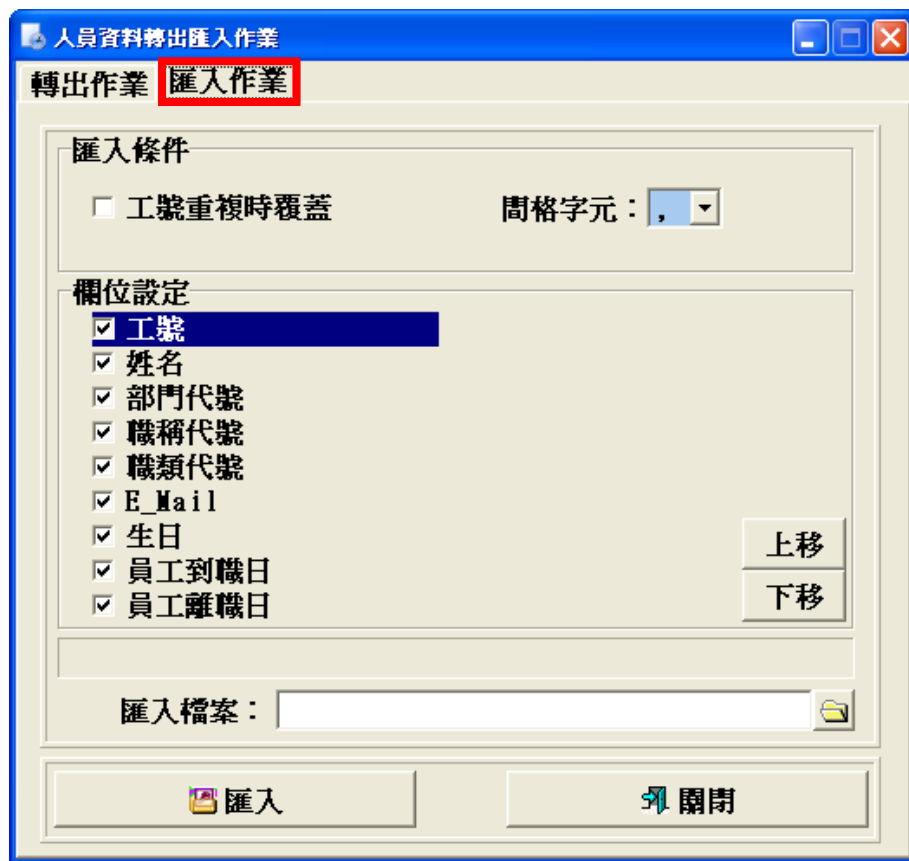 人員資料轉出匯入作業
轉出作業 匯入作業
匯入條件
工號重複時覆蓋 間格字元：,
欄位設定
工號
姓名
部門代號
職稱代號
職類代號
E_Mail
生日
員工到職日
員工離職日
上移
下移
匯入檔案：
匯入 關閉